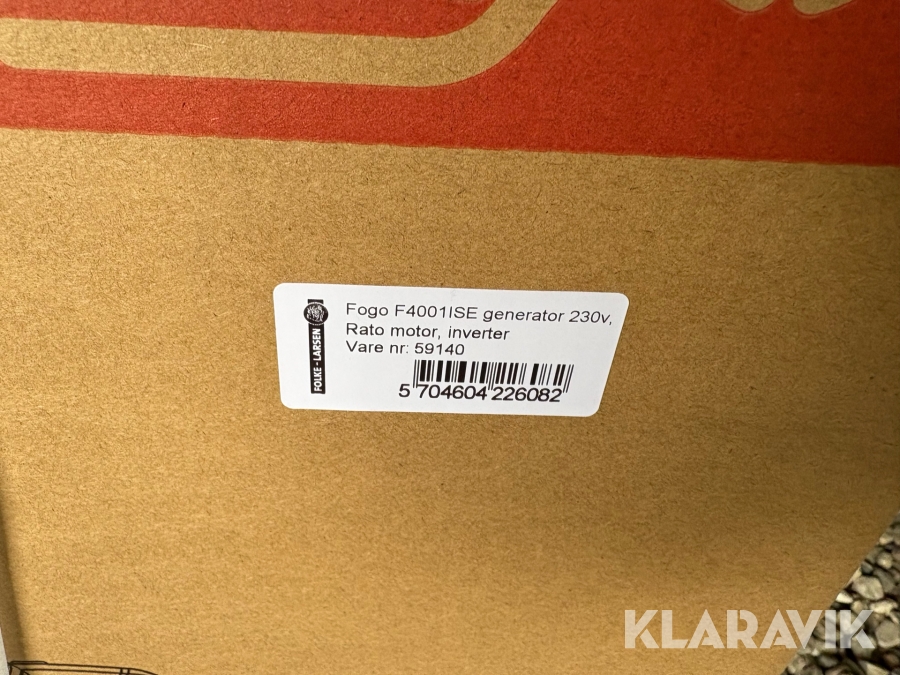 Fogo F4001ISE generator 230v,
Rato motor, inverter
Vare nr: 59140
FOLKE - LARSEN
5 704604 226082
KLARAVIK